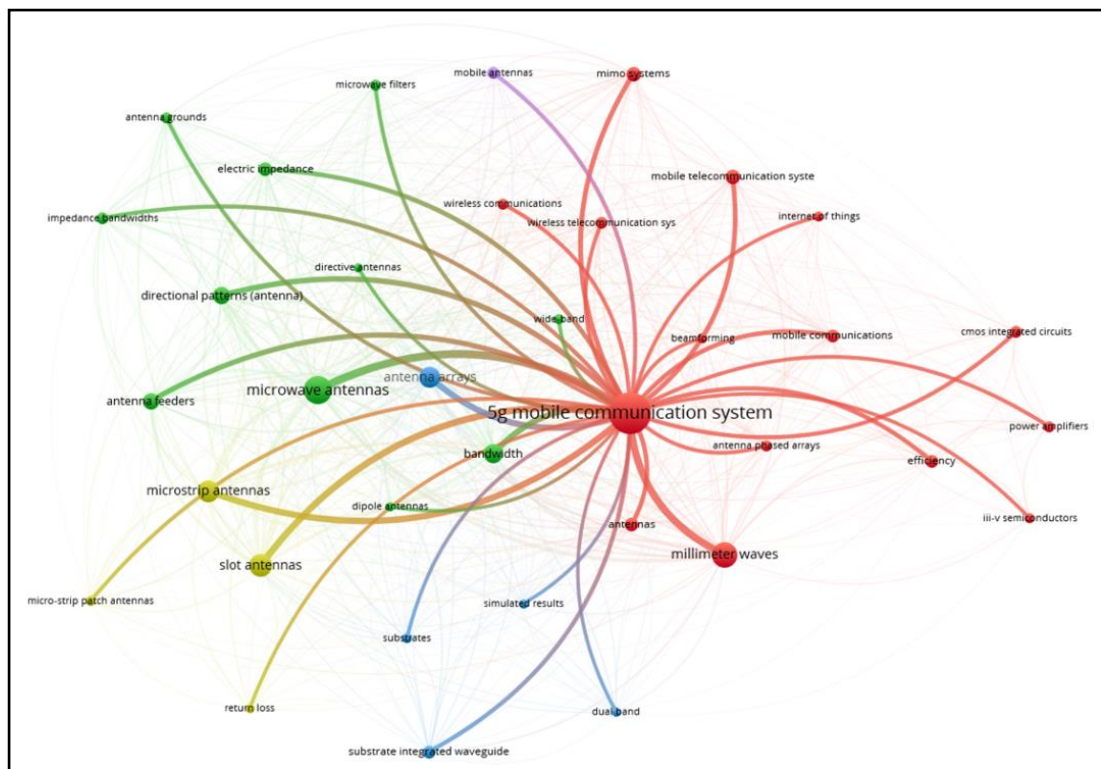 mobile antennas
mimo systems
microwave filters
antenna grounds
electric impedance
mobile telecommunication syste
wireless communications
internet of things
impedance bandwidths
wireless telecommunication sys
directive antennas
directional patterns (antenna)
wide-band
cmos integrated circuits
beamforming
mobile communications
antenna arrays
microwave antennas
antenna feeders
5g mobile communication system
power amplifiers
antenna phased arrays
bandwidth
efficiency
microstrip antennas
dipole antennas
iii-v semiconductors
antennas
millimeter waves
slot antennas
micro-strip patch antennas
simulated results
substrates
return loss
dual-band
substrate integrated waveguide